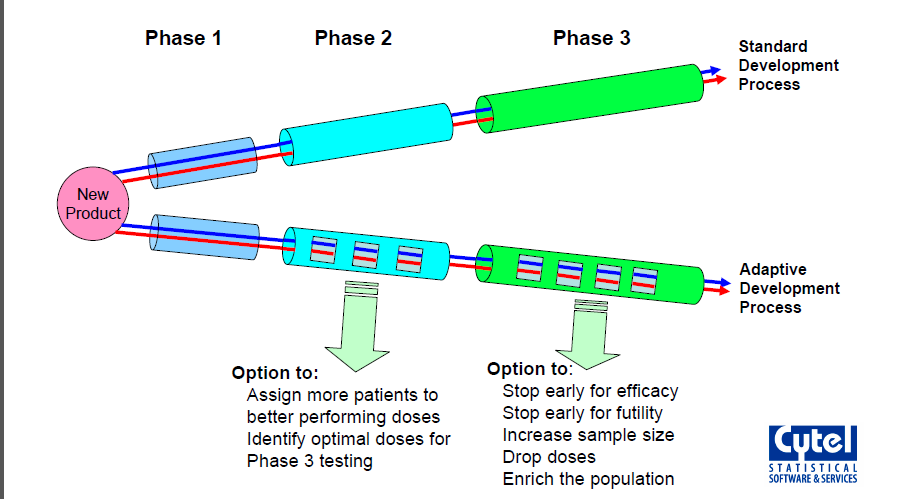 Phase 1
Phase 2
Phase 3
Standard
Development
Process
New
Product
Adaptive
Development
Process
Option to:
Assign more patients to
better performing doses
Identify optimal doses for
Phase 3 testing
Option to:
Stop early for efficacy
Stop early for futility
Increase sample size
Drop doses
Enrich the population
Cytel
STATISTICAL
SOFTWARE & SERVICES